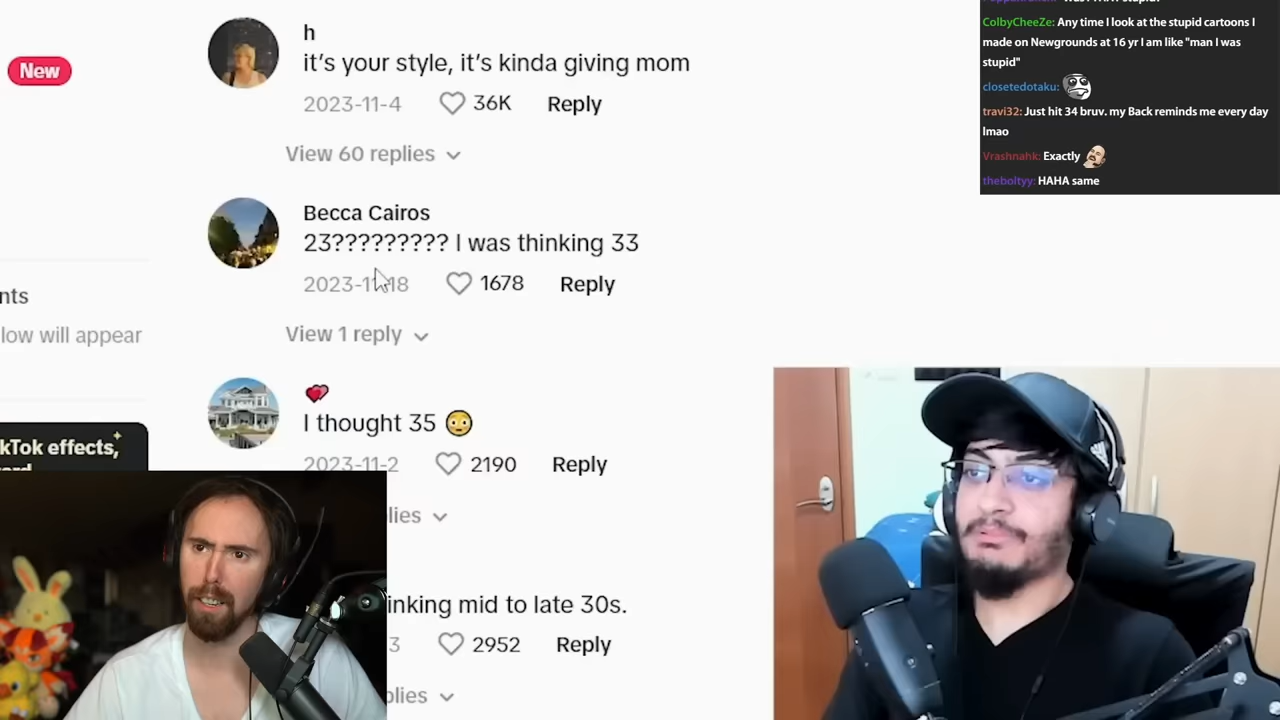 New
h
it's your style, it's kinda giving mom
2023-11-4 36K Reply
View 60 replies
Becca Cairos
23????????? I was thinking 33
2023-11-18 1678 Reply
View 1 reply
I thought 35 😳
2023-11-2 2190 Reply
lies
inking mid to late 30s.
3 2952 Reply
plies
nts
low will appear
kTok effects,
ColbyCheeZe: Any time I look at the stupid cartoons I
made on Newgrounds at 16 yr I am like "man I was
stupid"
closetedotaku:
travi32: Just hit 34 bruv. my Back reminds me every day
lmao
Vrashnahk: Exactly
theboltyy: HAHA same